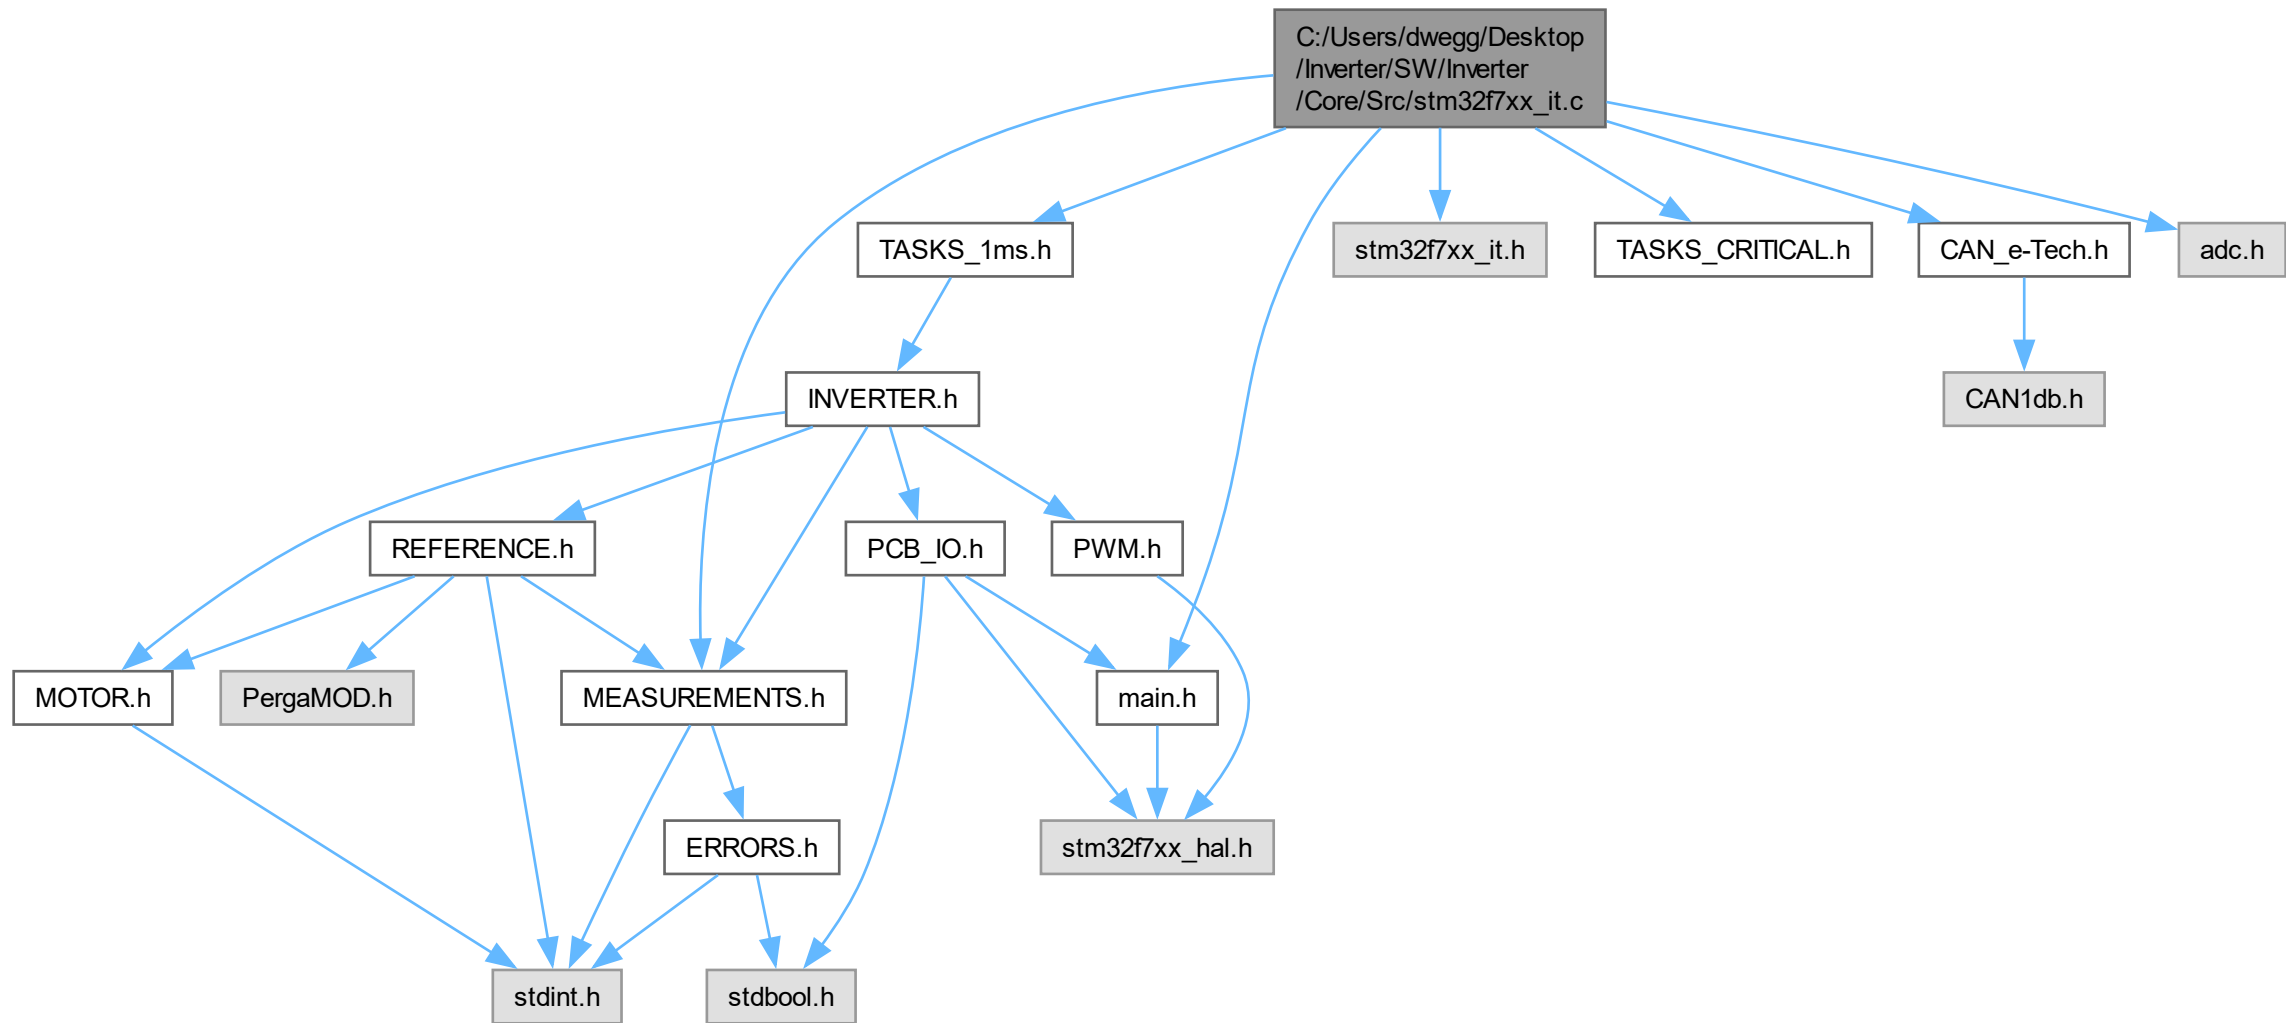 C:/Users/dwegg/Desktop
/Inverter/SW/Inverter
/Core/Src/stm32f7xx_it.c
TASKS_1ms.h
stm32f7xx_it.h
TASKS_CRITICAL.h
CAN_e-Tech.h
adc.h
INVERTER.h
CAN1db.h
REFERENCE.h
PCB_IO.h
PWM.h
MOTOR.h
PergaMOD.h
MEASUREMENTS.h
main.h
ERRORS.h
stm32f7xx_hal.h
stdint.h
stdbool.h